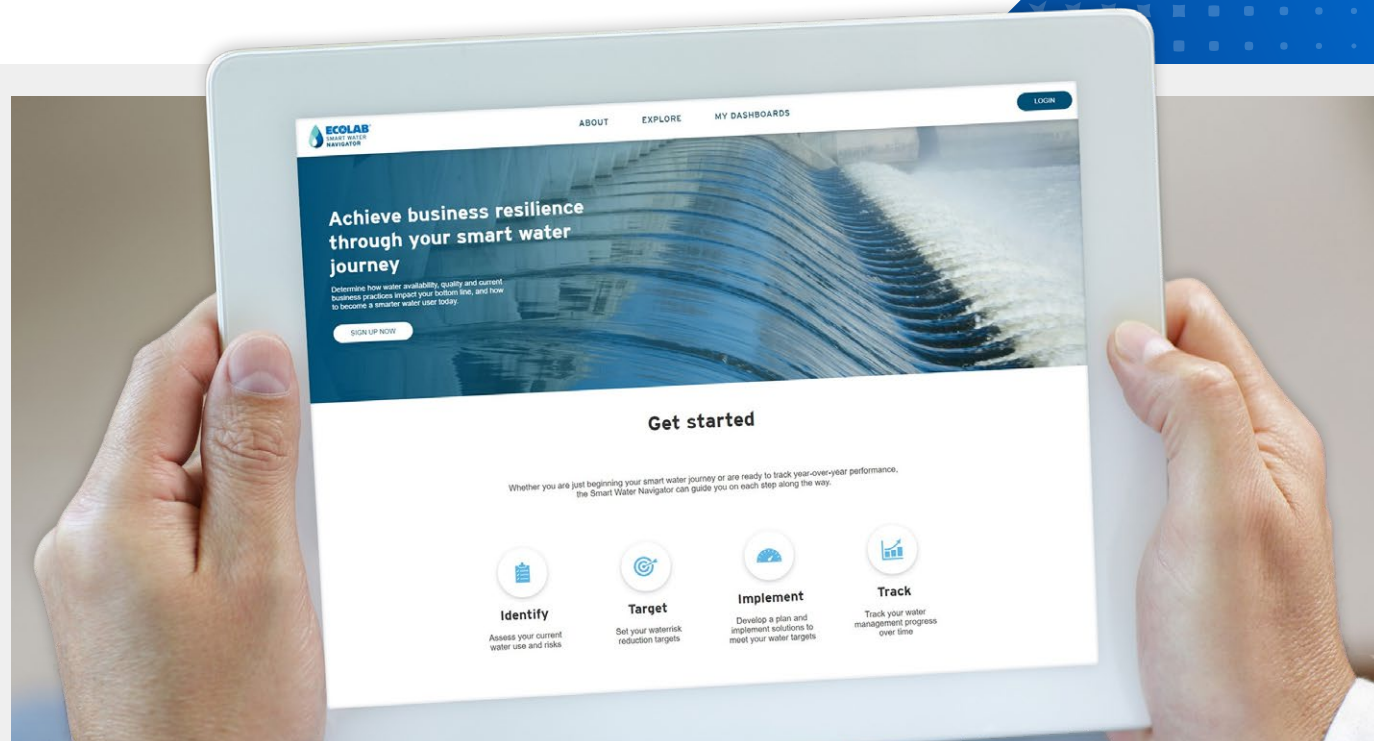 ECOLAB
SMART WATER
NAVIGATOR
ABOUT
EXPLORE
MY DASHBOARDS
LOGIN
Achieve business resilience
through your smart water
journey
Determine how water availability, quality and current
business practices impact your bottom line, and how
to become a smarter water user today.
SIGN UP NOW
Get started
Whether you are just beginning your smart water journey or are ready to track year-over-year performance,
the Smart Water Navigator can guide you on each step along the way.
Identify
Assess your current
water use and risks
Target
Set your waterrisk
reduction targets
Implement
Develop a plan and
implement solutions to
meet your water targets
Track
Track your water
management progress
over time